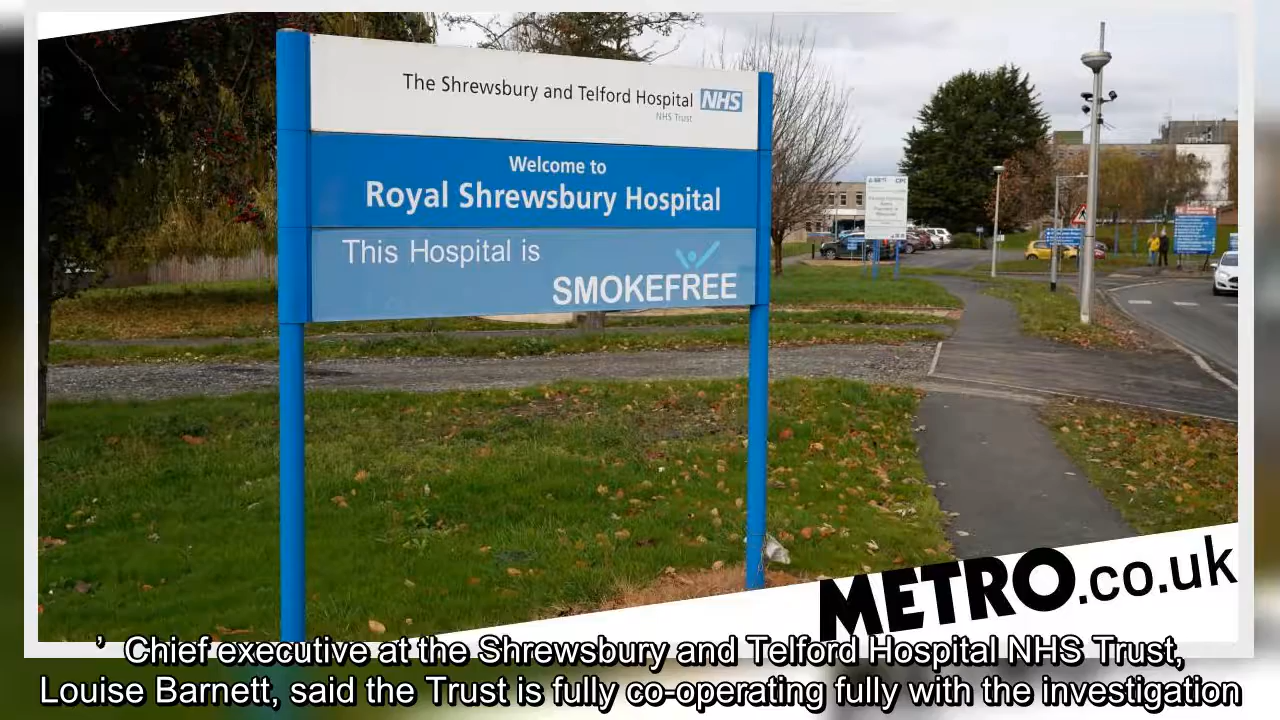 The Shrewsbury and Telford Hospital NHS
NHS Trust
Welcome to
Royal Shrewsbury Hospital
This Hospital is
SMOKEFREE
METRO.co.uk
’ Chief executive at the Shrewsbury and Telford Hospital NHS Trust,
Louise Barnett, said the Trust is fully co-operating fully with the investigation